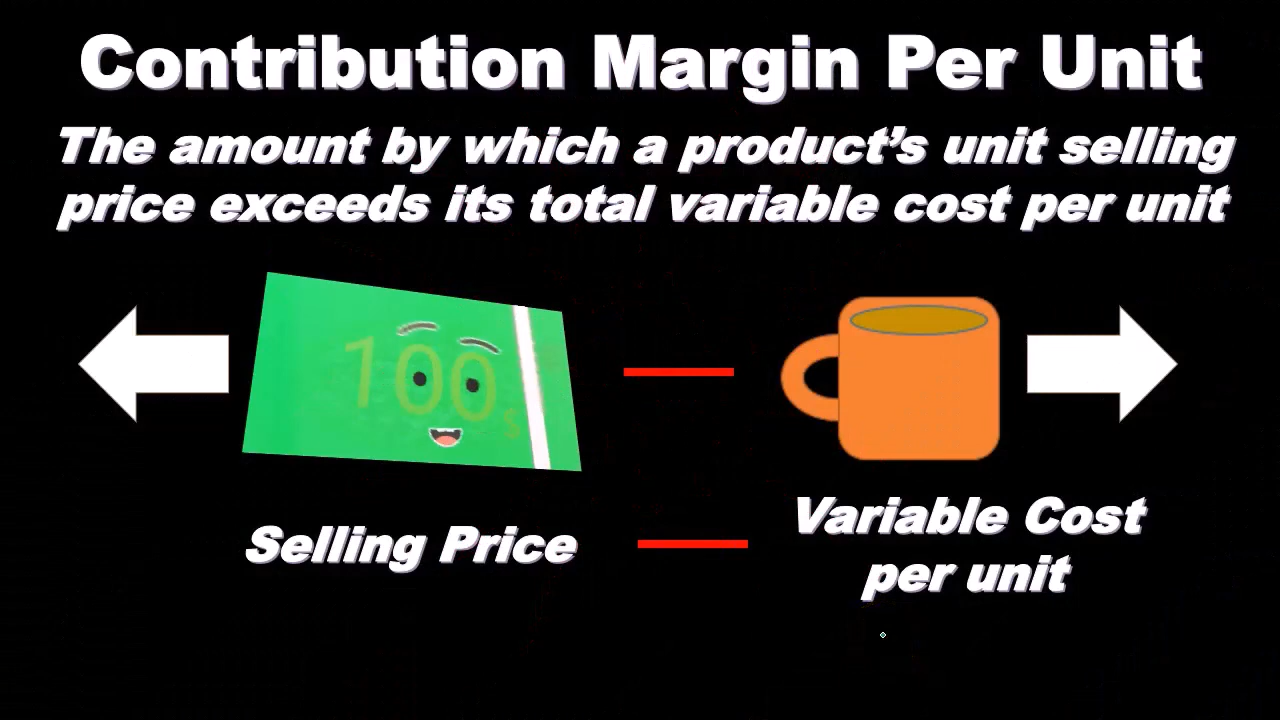 Contribution Margin Per Unit
The amount by which a product’s unit selling
price exceeds its total variable cost per unit
100
$
Selling Price
Variable Cost
per unit